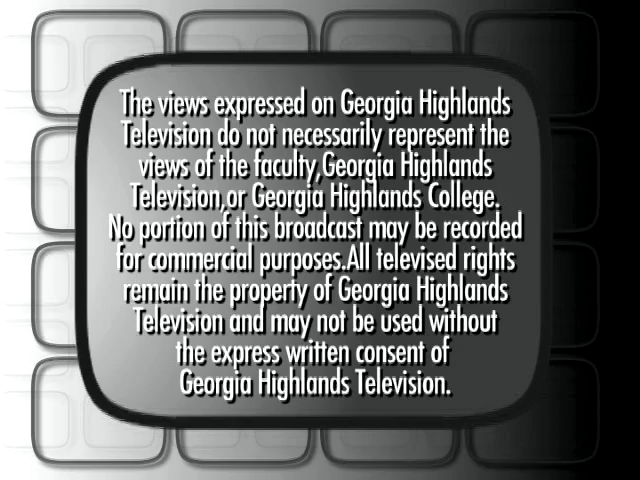 The views expressed on Georgia Highlands
Television do not necessarily represent the
views of the faculty,Georgia Highlands
Television,or Georgia Highlands College.
No portion of this broadcast may be recorded
for commercial purposes.All televised rights
remain the property of Georgia Highlands
Television and may not be used without
the express written consent of
Georgia Highlands Television.